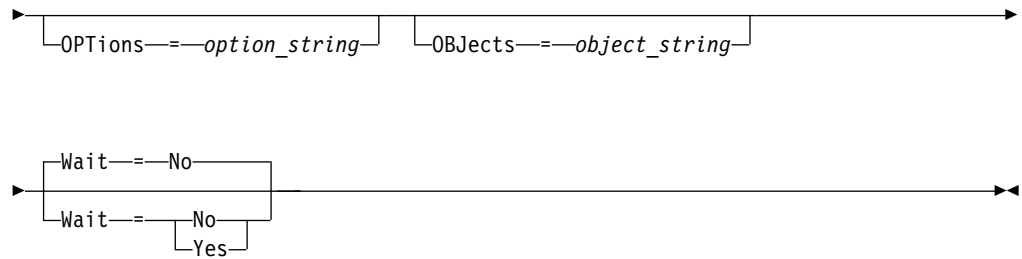 OPTions = option_string OBJects = object_string
Wait = No
Wait = No
Yes